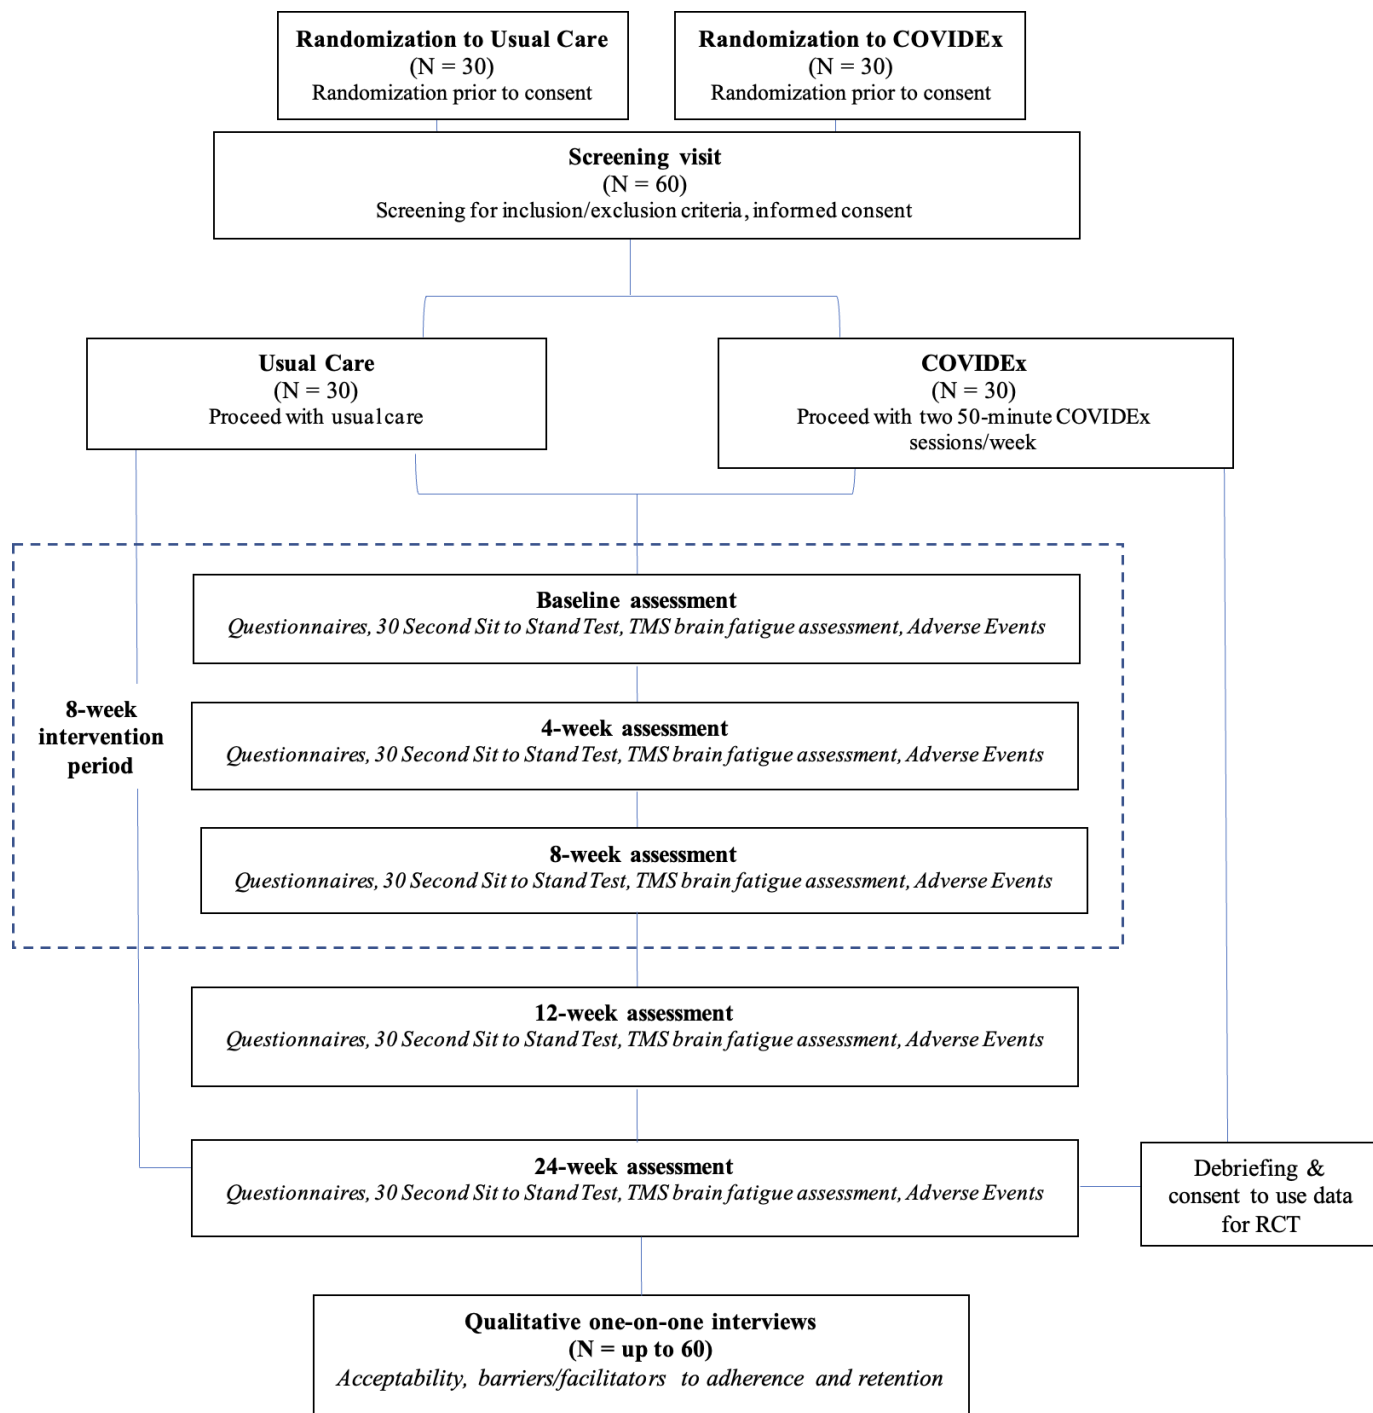 Randomization to Usual Care
(N = 30)
Randomization prior to consent
Randomization to COVIDEx
(N = 30)
Randomization prior to consent
Screening visit
(N = 60)
Screening for inclusion/exclusion criteria, informed consent
Usual Care
(N = 30)
Proceed with usual care
COVIDEx
(N = 30)
Proceed with two 50-minute COVIDEx
sessions/week
Baseline assessment
Questionnaires, 30 Second Sit to Stand Test, TMS brain fatigue assessment, Adverse Events
8-week
intervention
period
4-week assessment
Questionnaires, 30 Second Sit to Stand Test, TMS brain fatigue assessment, Adverse Events
8-week assessment
Questionnaires, 30 Second Sit to Stand Test, TMS brain fatigue assessment, Adverse Events
12-week assessment
Questionnaires, 30 Second Sit to Stand Test, TMS brain fatigue assessment, Adverse Events
24-week assessment
Questionnaires, 30 Second Sit to Stand Test, TMS brain fatigue assessment, Adverse Events
Debriefing &
consent to use data
for RCT
Qualitative one-on-one interviews
(N = up to 60)
Acceptability, barriers/facilitators to adherence and retention